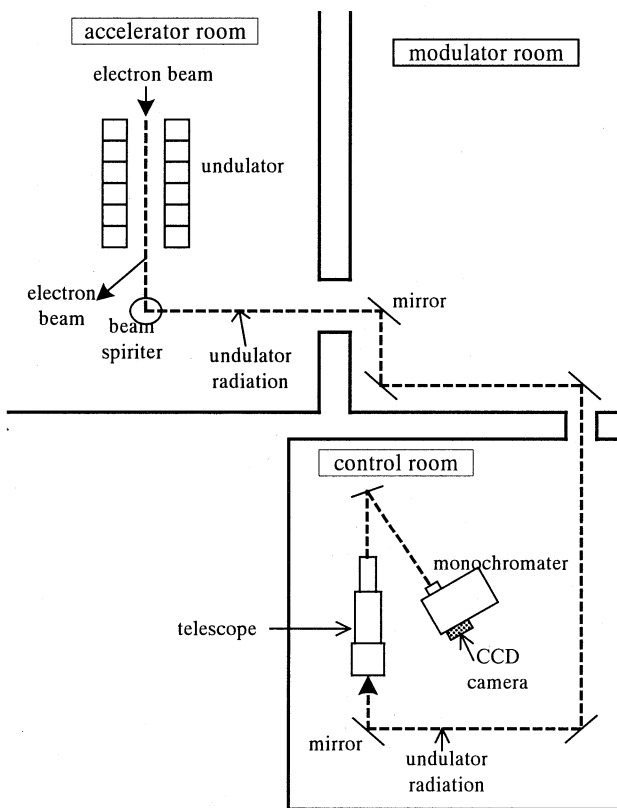 accelerator room
modulator room
electron beam
undulator
electron
beam
beam
spiriter
undulator
radiation
mirror
control room
monochromater
telescope
CCD
camera
mirror
undulator
radiation